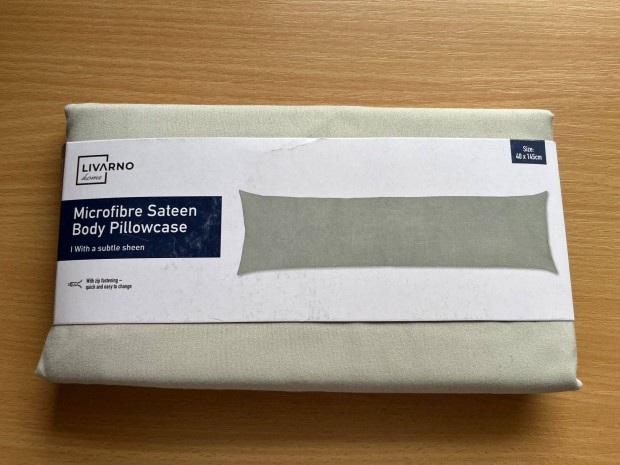 LIVARNO
home
Microfibre Sateen
Body Pillowcase
With a subtle sheen
With zip fastening –
quick and easy to change
Size:
40 x 145cm